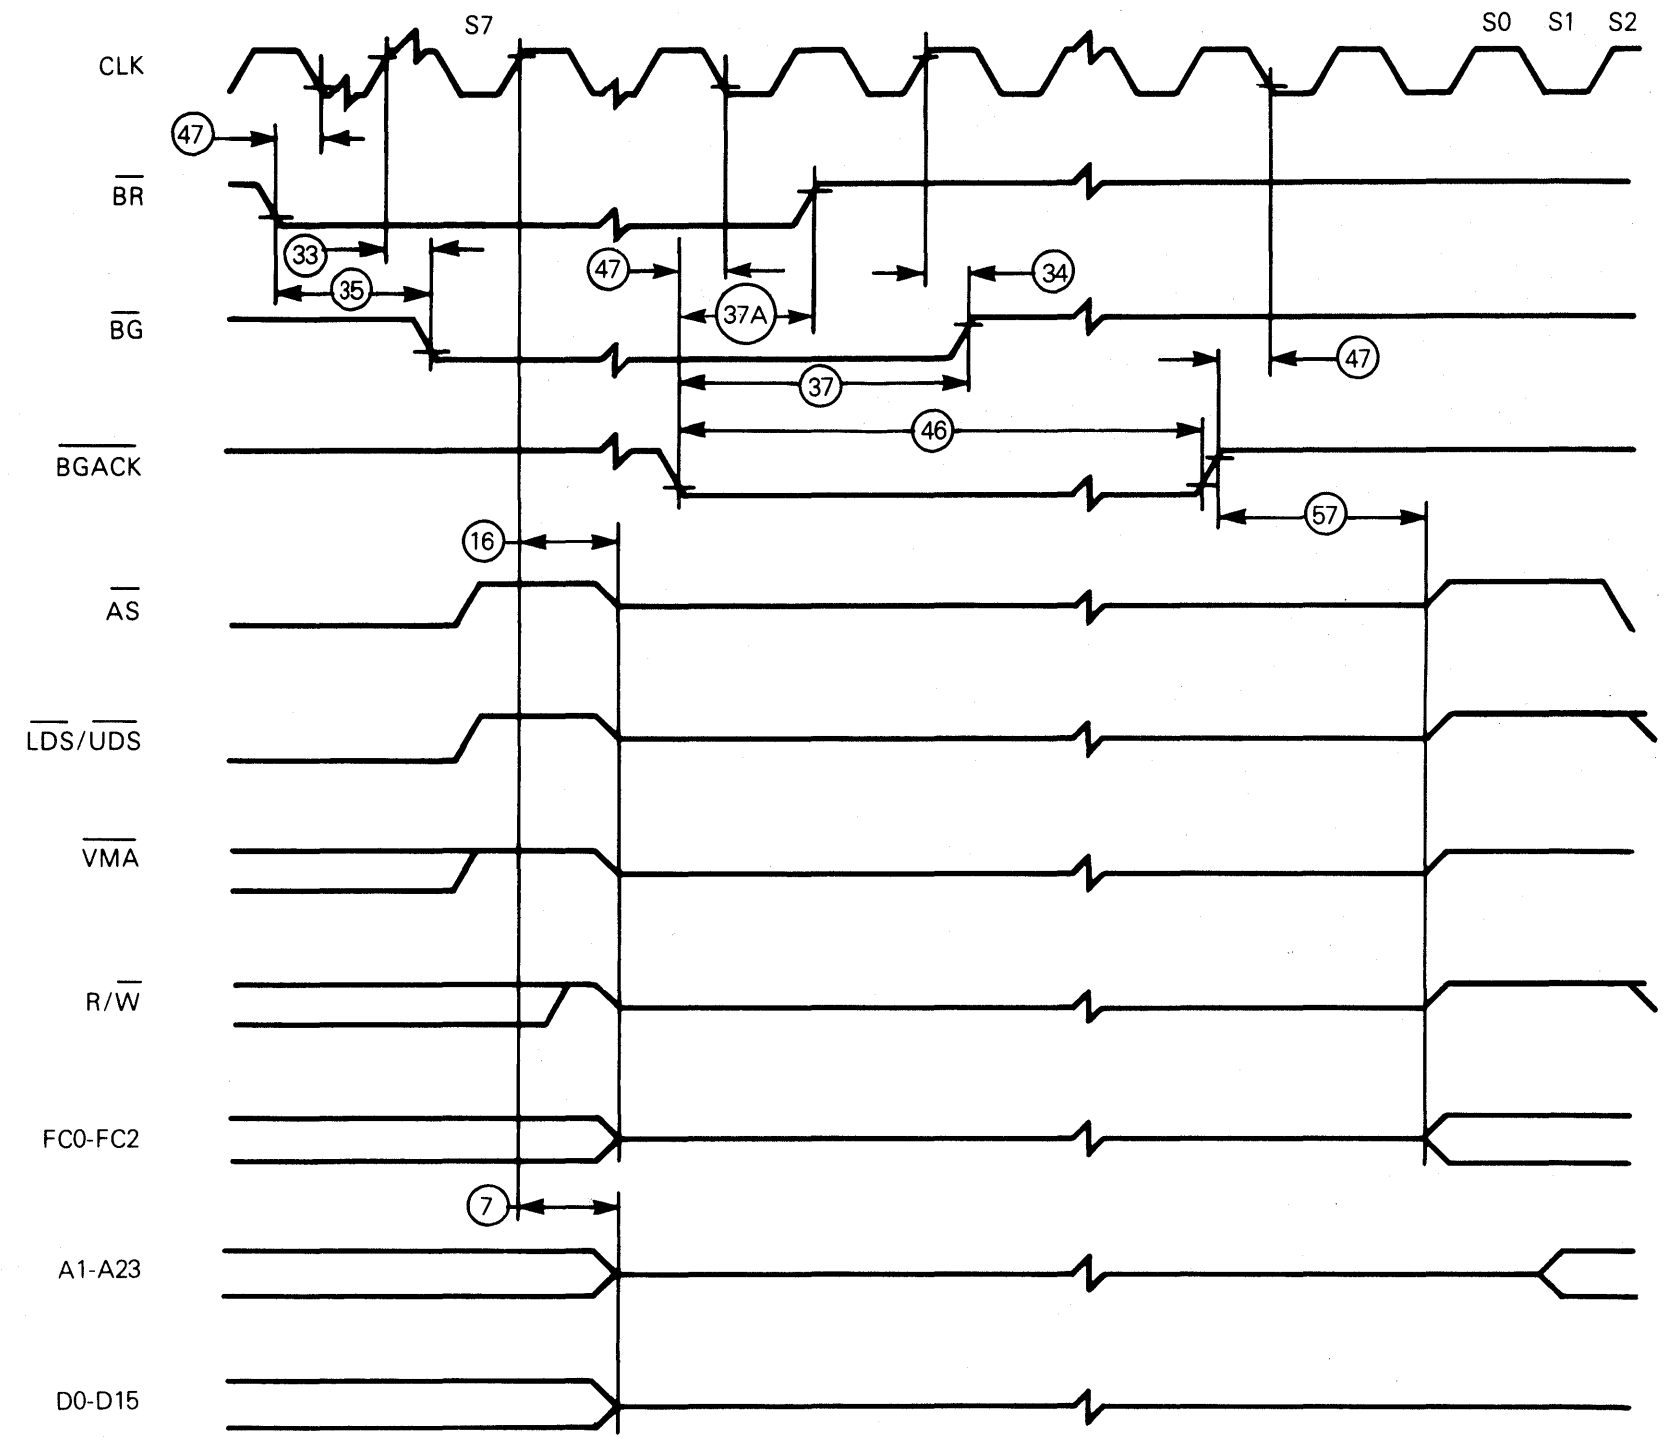 S7
S0 S1 S2
CLK
47
BR
33
47
34
35
37A
BG
47
37
46
BGACK
57
16
AS
LDS/UDS
VMA
R/W
FC0-FC2
7
A1-A23
D0-D15